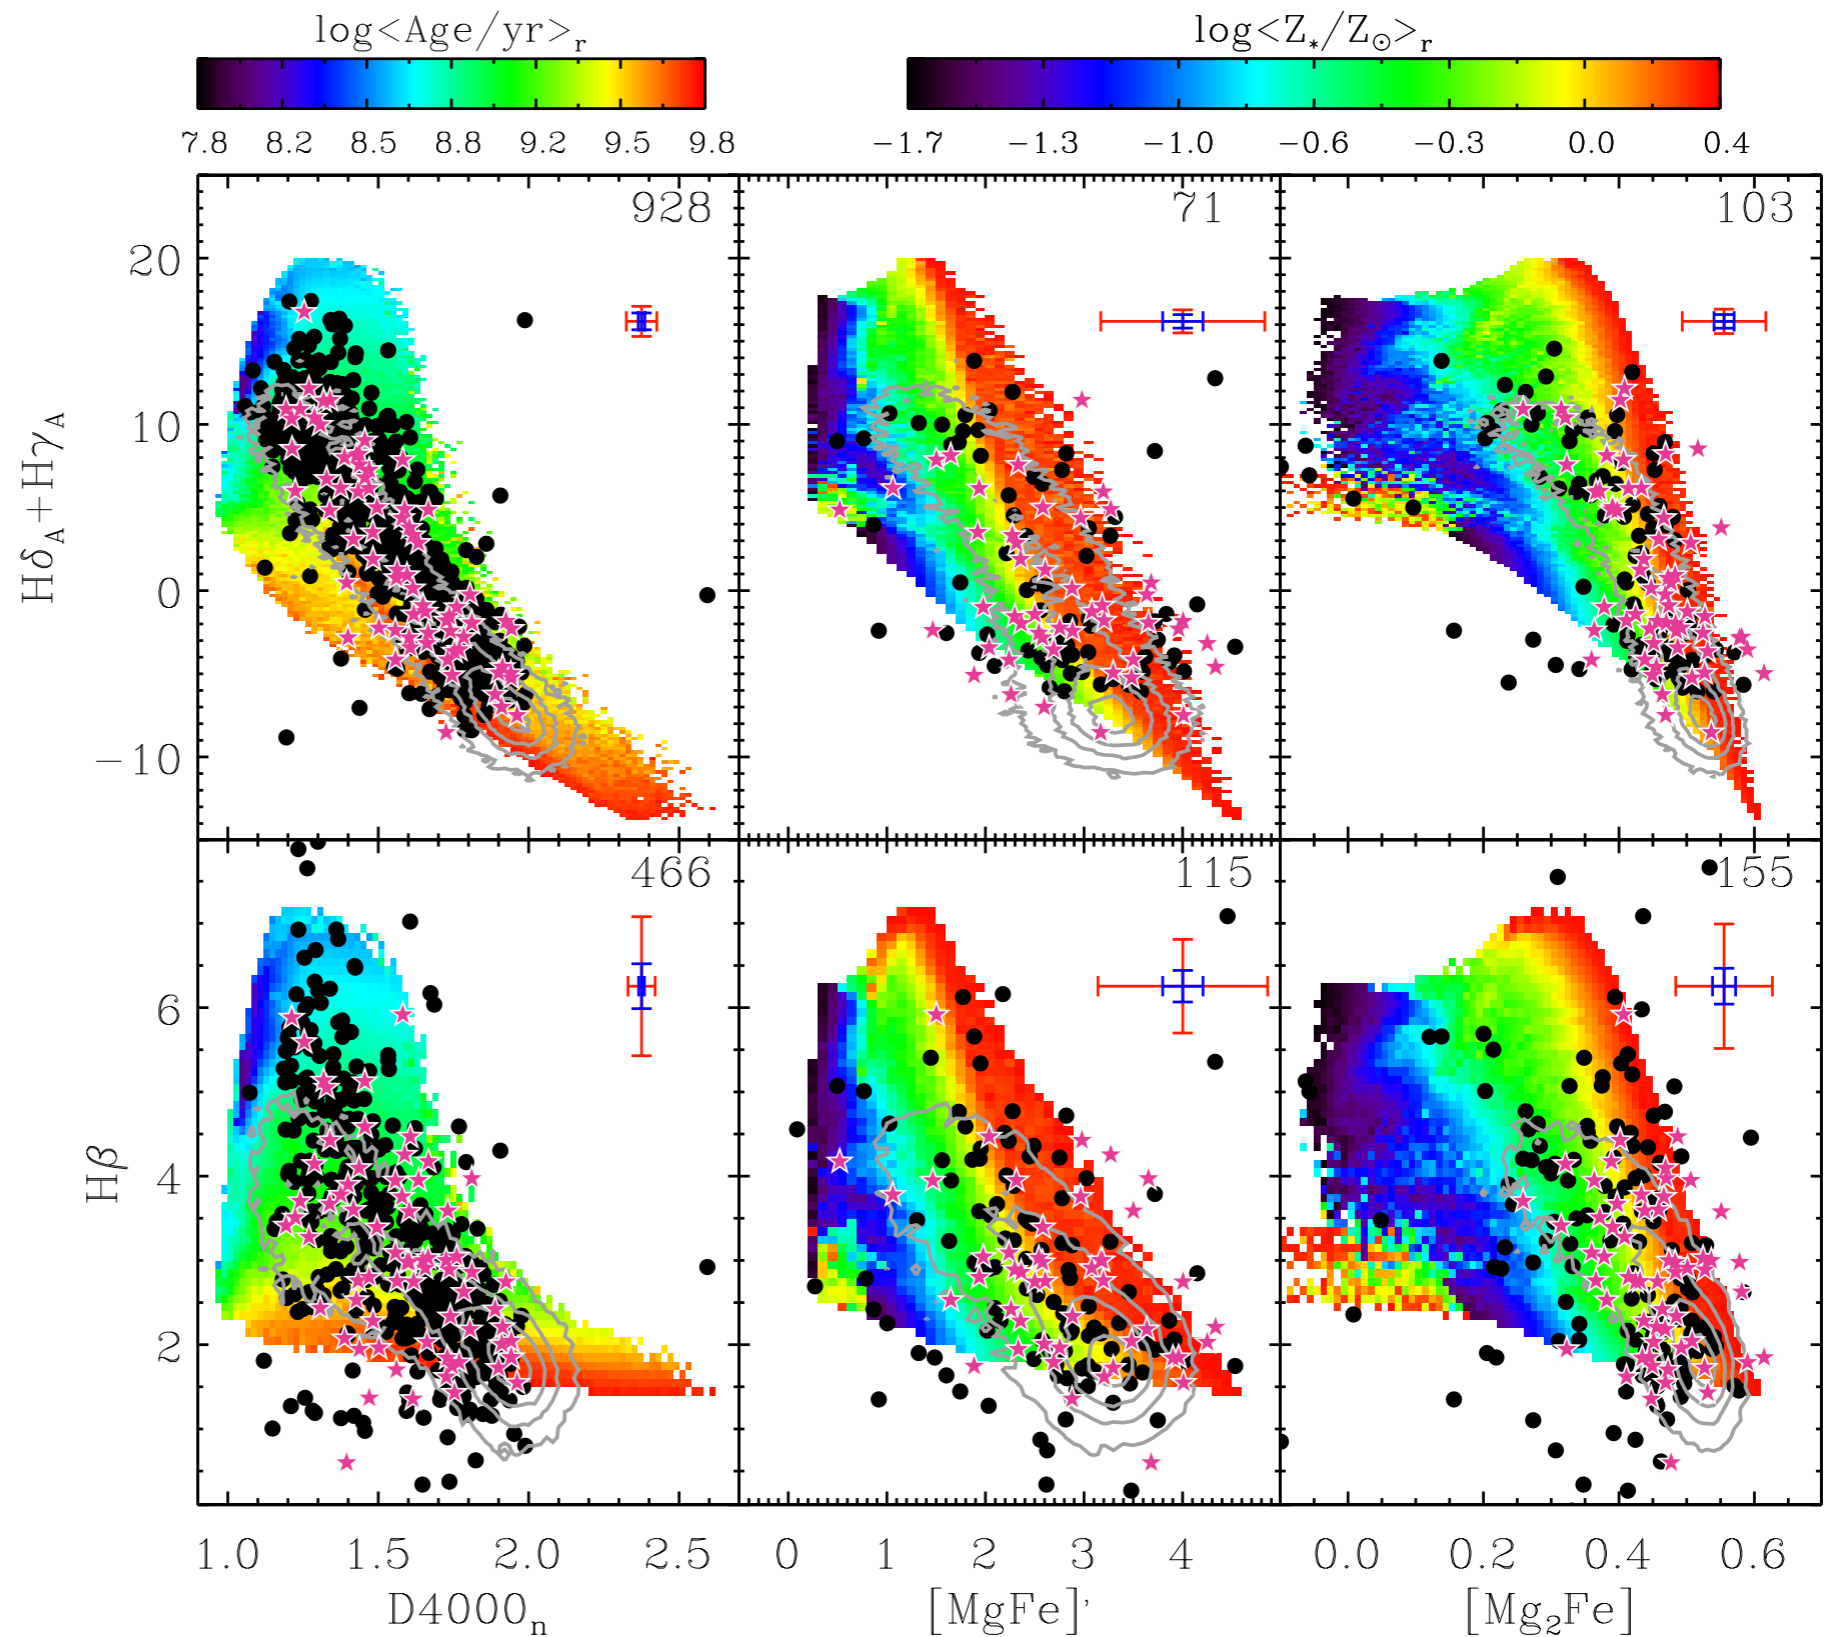 log<Age/yr>ᵣ log<Z*/Z⊙>ᵣ
7.8 8.2 8.5 8.8 9.2 9.5 9.8 −1.7 −1.3 −1.0 −0.6 −0.3 0.0 0.4
928 71 103
20
10
0
−10
Hδ_A+Hγ_A
466 115 155
6
4
2
Hβ
1.0 1.5 2.0 2.5 0 1 2 3 4 0.0 0.2 0.4 0.6
D4000ₙ [MgFe]' [Mg₂Fe]